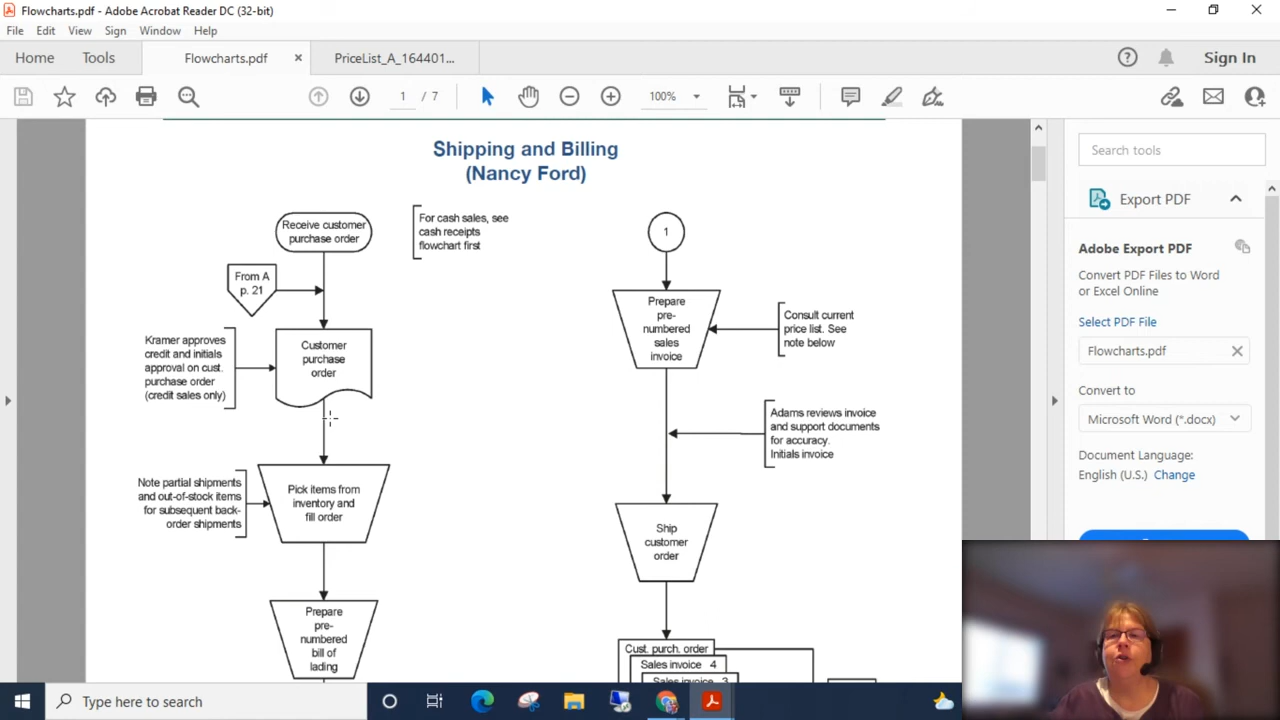 Flowcharts.pdf - Adobe Acrobat Reader DC (32-bit)
File Edit View Sign Window Help
Home Tools Flowcharts.pdf PriceList_A_164401... Sign In
1 / 7 100%
Search tools
Export PDF
Adobe Export PDF
Convert PDF Files to Word
or Excel Online
Select PDF File
Flowcharts.pdf
Convert to
Microsoft Word (*.docx)
Document Language:
English (U.S.) Change
Shipping and Billing
(Nancy Ford)
Receive customer
purchase order
For cash sales, see
cash receipts
flowchart first
From A
p. 21
Kramer approves
credit and initials
approval on cust.
purchase order
(credit sales only)
Customer
purchase
order
Note partial shipments
and out-of-stock items
for subsequent back-
order shipments
Pick items from
inventory and
fill order
Prepare
pre-
numbered
bill of
lading
1
Prepare
pre-
numbered
sales
invoice
Consult current
price list. See
note below
Adams reviews invoice
and support documents
for accuracy.
Initials invoice
Ship
customer
order
Cust. purch. order
Sales invoice 4
Sales invoice 3
Type here to search